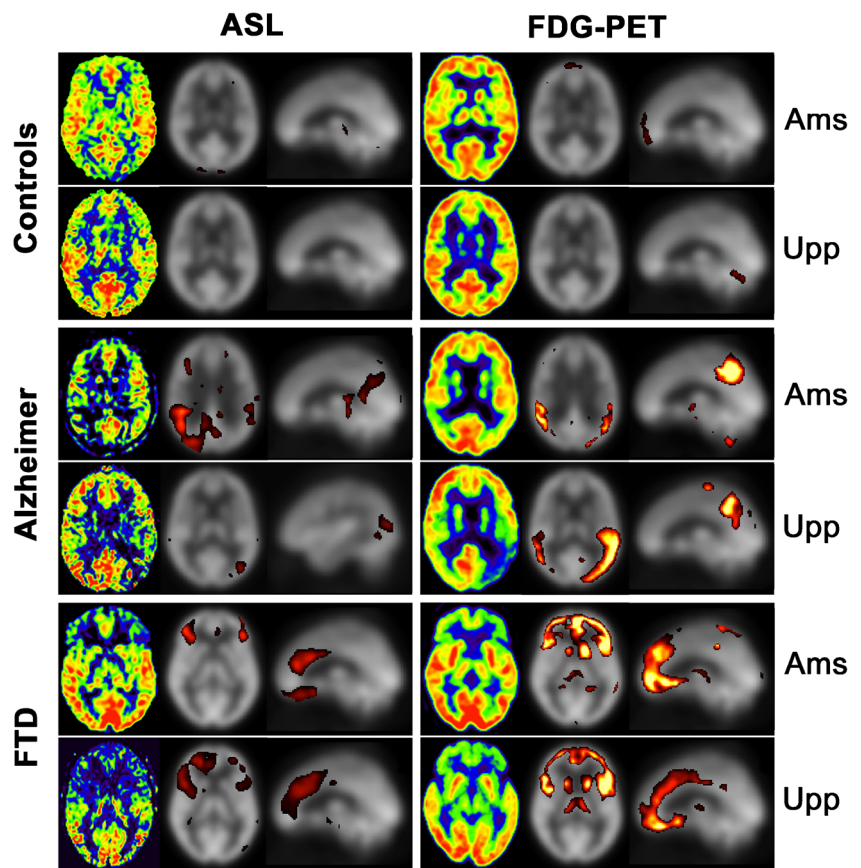 ASL
FDG-PET
Controls
Ams
Upp
Alzheimer
Ams
Upp
FTD
Ams
Upp